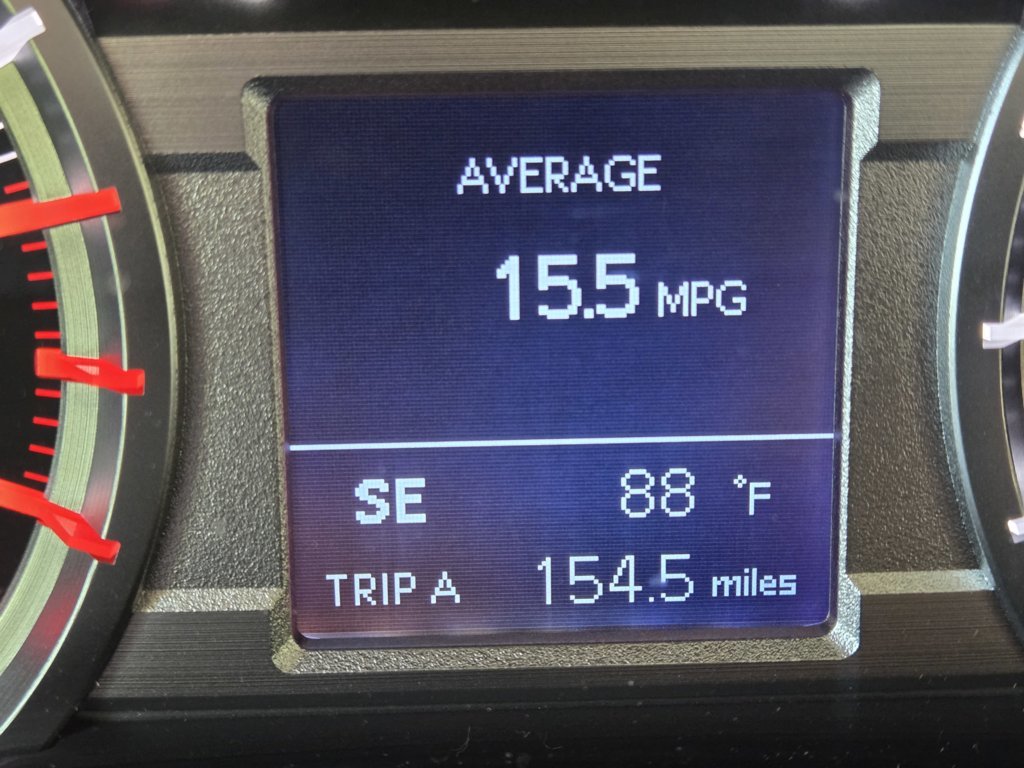 AVERAGE
15.5 MPG
SE 88 °F
TRIP A 154.5 miles